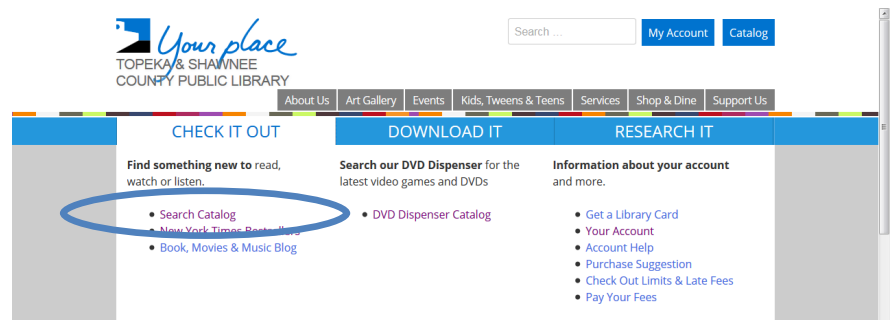 Your place
TOPEKA & SHAWNEE
COUNTY PUBLIC LIBRARY
Search ...
My Account
Catalog
About Us
Art Gallery
Events
Kids, Tweens & Teens
Services
Shop & Dine
Support Us
CHECK IT OUT
DOWNLOAD IT
RESEARCH IT
Find something new to read,
watch or listen.
• Search Catalog
• New York Times Bestsellers
• Book, Movies & Music Blog
Search our DVD Dispenser for the
latest video games and DVDs
• DVD Dispenser Catalog
Information about your account
and more.
• Get a Library Card
• Your Account
• Account Help
• Purchase Suggestion
• Check Out Limits & Late Fees
• Pay Your Fees